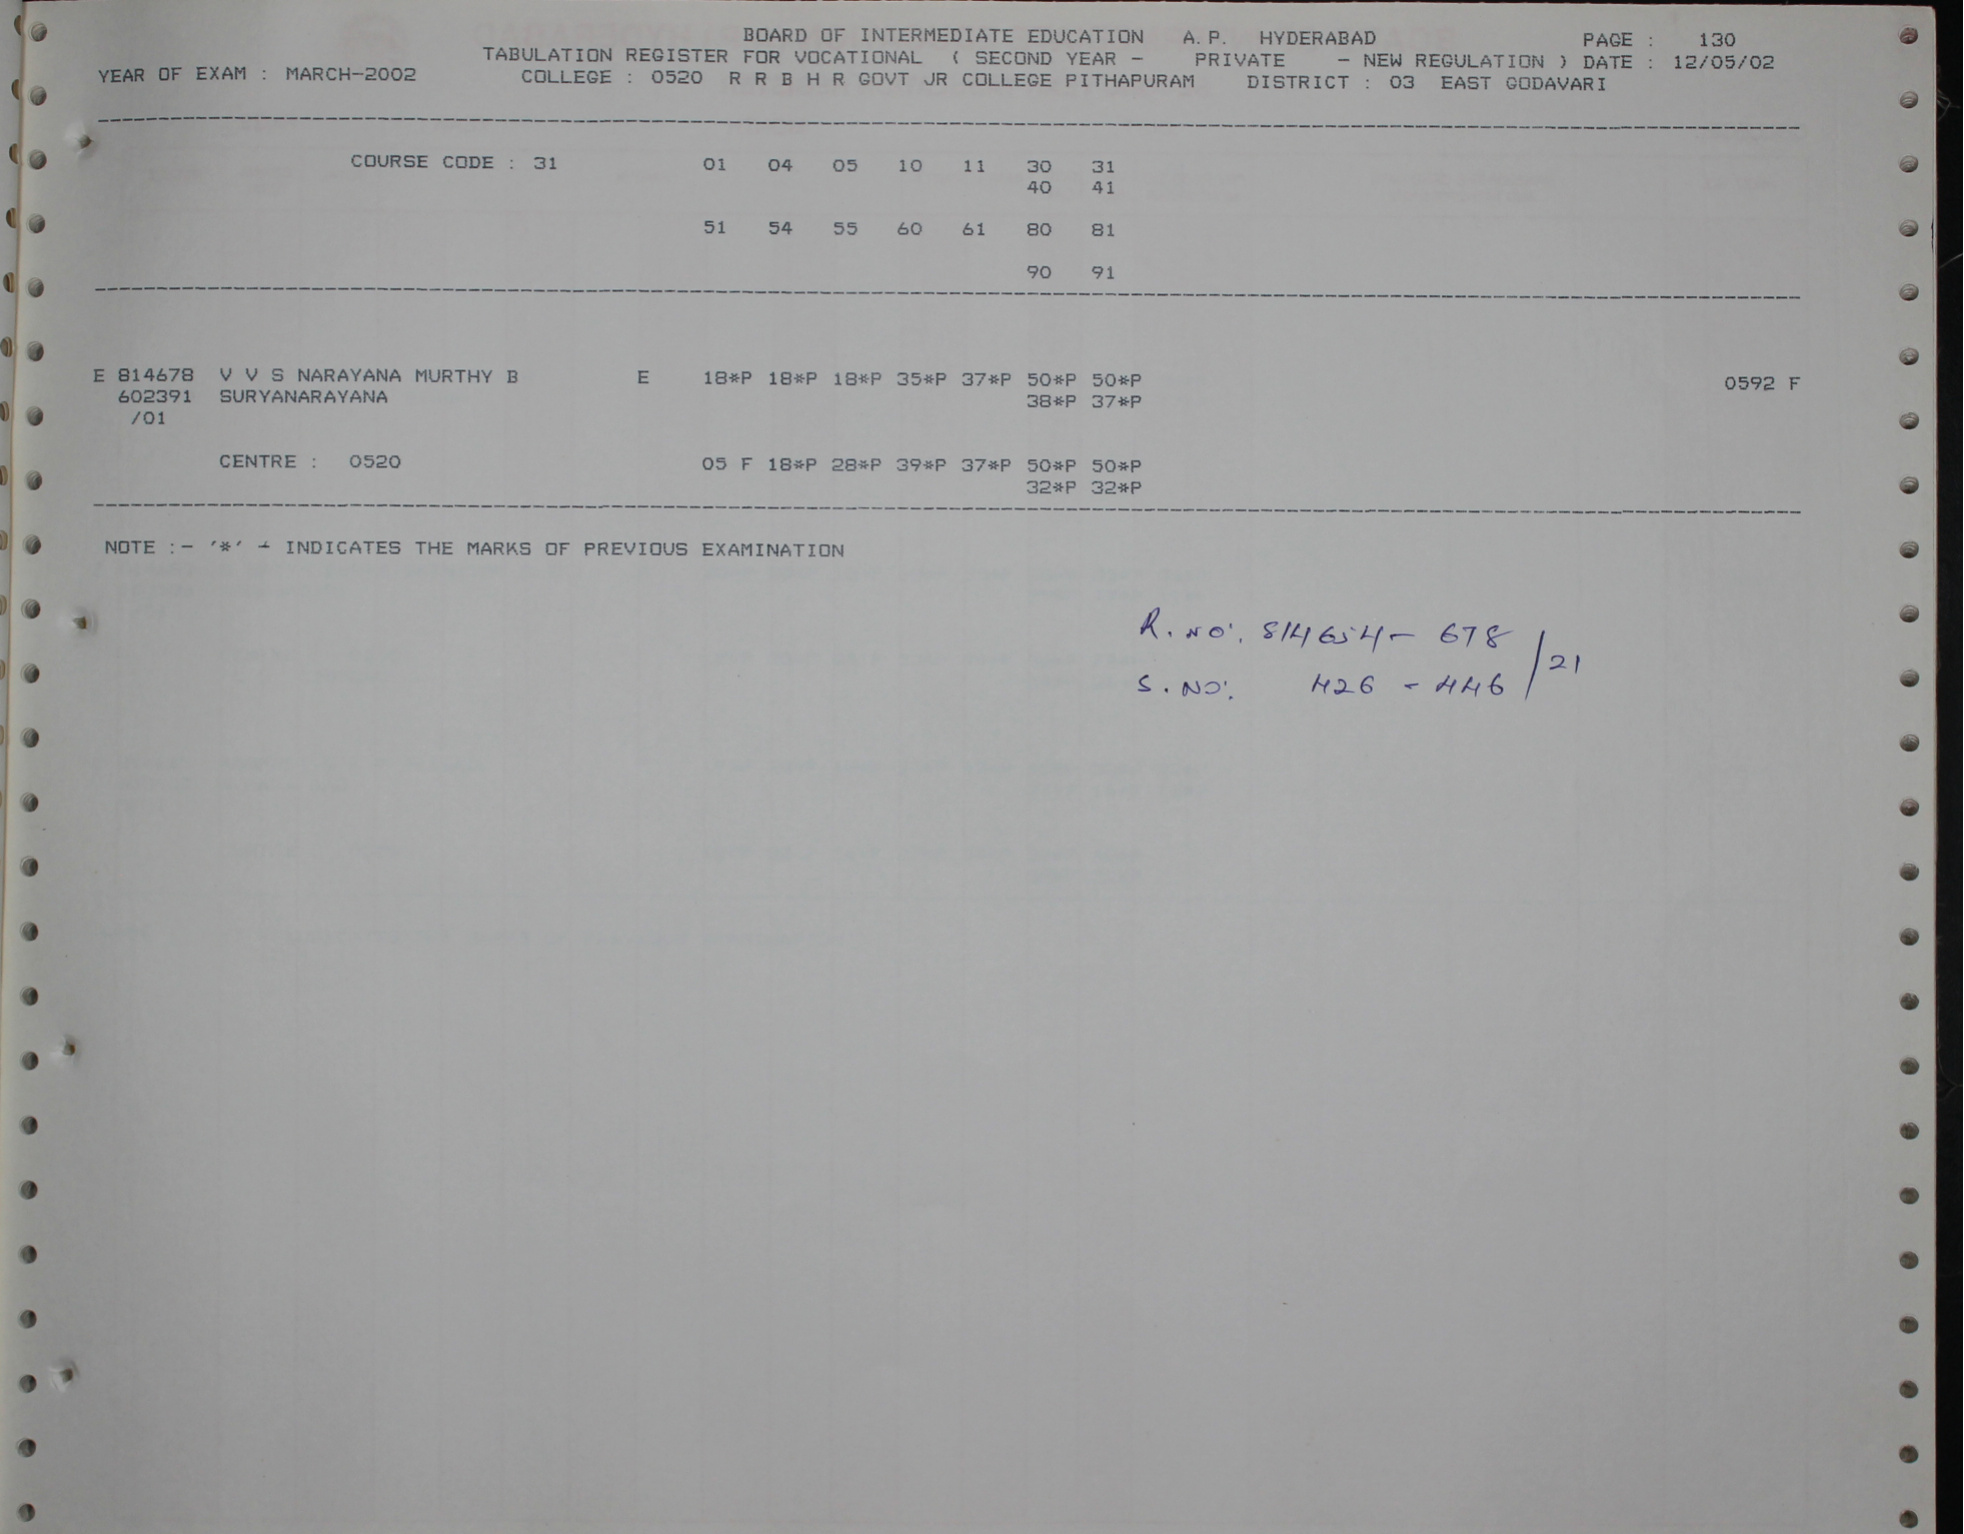 BOARD OF INTERMEDIATE EDUCATION A.P. HYDERABAD PAGE : 130
TABULATION REGISTER FOR VOCATIONAL ( SECOND YEAR - PRIVATE - NEW REGULATION ) DATE : 12/05/02
YEAR OF EXAM : MARCH-2002 COLLEGE : 0520 R R B H R GOVT JR COLLEGE PITHAPURAM DISTRICT : 03 EAST GODAVARI
COURSE CODE : 31 01 04 05 10 11 30 31
40 41
51 54 55 60 61 80 81
90 91
E 814678 V V S NARAYANA MURTHY B E 18*P 18*P 18*P 35*P 37*P 50*P 50*P 0592 F
602391 SURYANARAYANA 38*P 37*P
/01
CENTRE : 0520 05 F 18*P 28*P 39*P 37*P 50*P 50*P
32*P 32*P
NOTE :- '*' - INDICATES THE MARKS OF PREVIOUS EXAMINATION
R. NO: 814654 - 678
/21
S. NO: 426 - 446